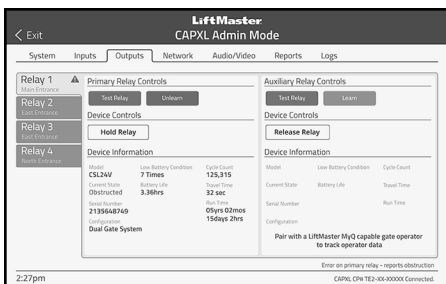 LiftMaster
Exit
CAPXL Admin Mode
System Inputs Outputs Network Audio/Video Reports Logs
Relay 1
Main Entrance
Relay 2
East Entrance
Relay 3
East Entrance
Relay 4
North Entrance
Primary Relay Controls
Test Relay Unlearn
Device Controls
Hold Relay
Device Information
Model Low Battery Condition Cycle Count
CSL24V 7 Times 125,315
Current State Battery Life Travel Time
Obstructed 3.36hrs 32 sec
Serial Number Run Time
2135648749 05yrs 02mos
Configuration 15days 2hrs
Dual Gate System
Auxiliary Relay Controls
Test Relay Learn
Device Controls
Release Relay
Device Information
Model Low Battery Condition Cycle Count
Current State Battery Life Travel Time
Serial Number Run Time
Configuration
Pair with a LiftMaster MyQ capable gate operator
to track operator data
Error on primary relay - reports obstruction
2:27pm CAPXL CP# TE2-XX-XXXXX Connected.